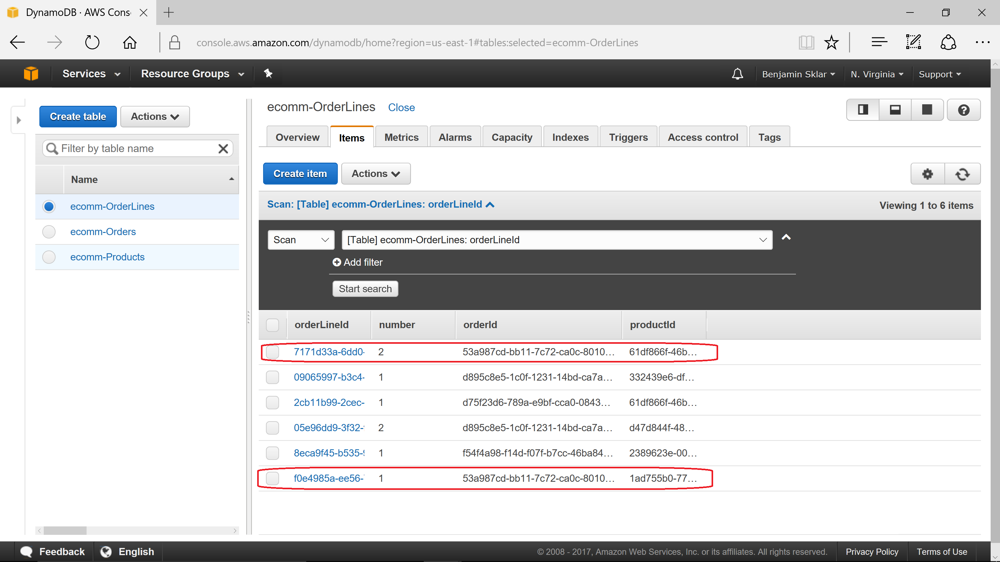 DynamoDB · AWS Cons
console.aws.amazon.com/dynamodb/home?region=us-east-1#tables:selected=ecomm-OrderLines
Services Resource Groups Benjamin Sklar N. Virginia Support
Create table Actions
Filter by table name
Name
ecomm-OrderLines
ecomm-Orders
ecomm-Products
ecomm-OrderLines Close
Overview Items Metrics Alarms Capacity Indexes Triggers Access control Tags
Create item Actions
Scan: [Table] ecomm-OrderLines: orderLineId Viewing 1 to 6 items
Scan [Table] ecomm-OrderLines: orderLineId
Add filter
Start search
orderLineId number orderId productId
7171d33a-6dd0- 2 53a987cd-bb11-7c72-ca0c-8010… 61df866f-46b…
09065997-b3c4- 1 d895c8e5-1c0f-1231-14bd-ca7a… 332439e6-df…
2cb11b99-2cec- 1 d75f23d6-789a-e9bf-cca0-0843… 61df866f-46b…
05e96dd9-3f32- 2 d895c8e5-1c0f-1231-14bd-ca7a… d47d844f-48…
8eca9f45-b535- 1 f54f4a98-f14d-f07f-b7cc-46ba84… 2389623e-00…
f0e4985a-ee56- 1 53a987cd-bb11-7c72-ca0c-8010… 1ad755b0-77…
Feedback English © 2008 - 2017, Amazon Web Services, Inc. or its affiliates. All rights reserved. Privacy Policy Terms of Use